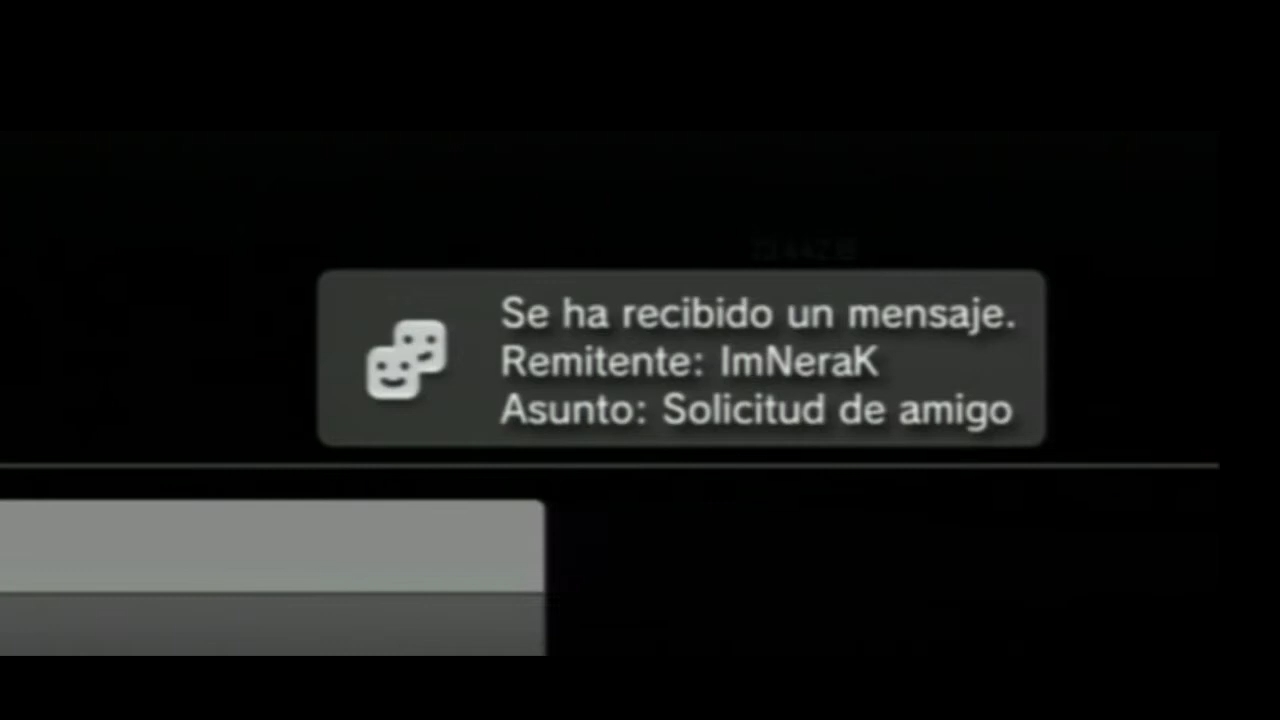 Se ha recibido un mensaje.
Remitente: ImNeraK
Asunto: Solicitud de amigo